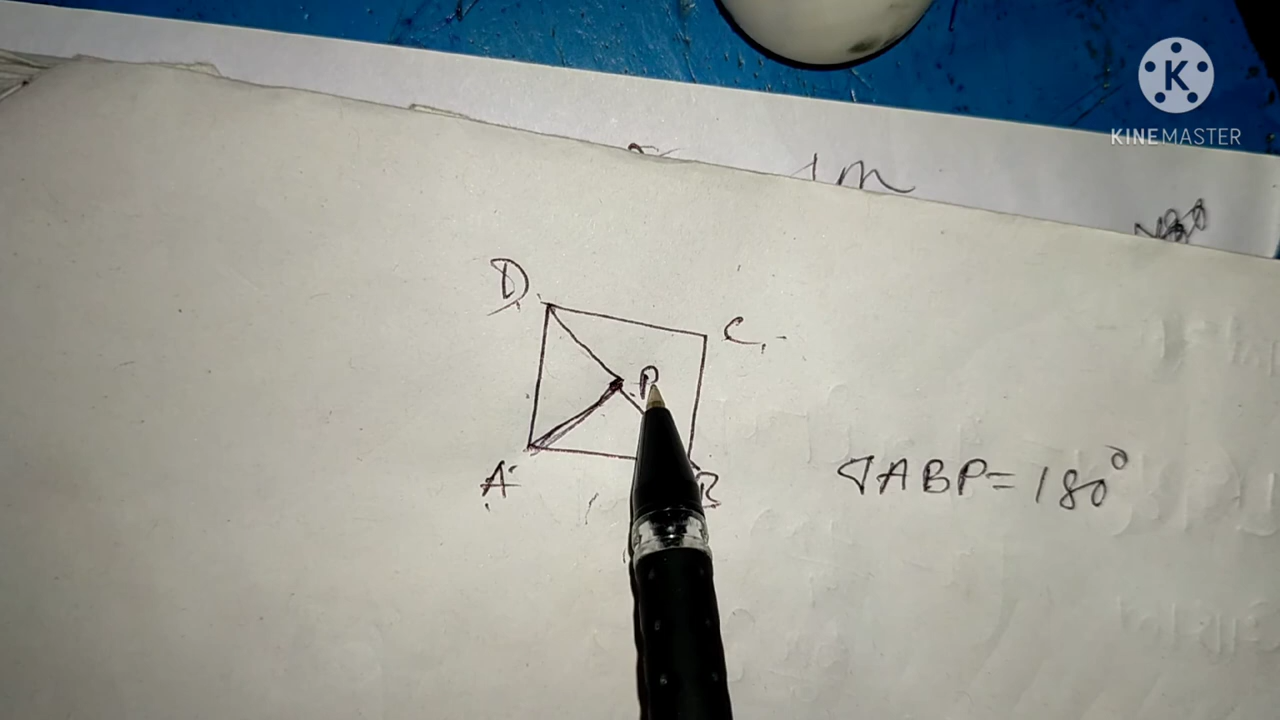 KINEMASTER
1m
D
C
P
A
B
∇ABP = 180°